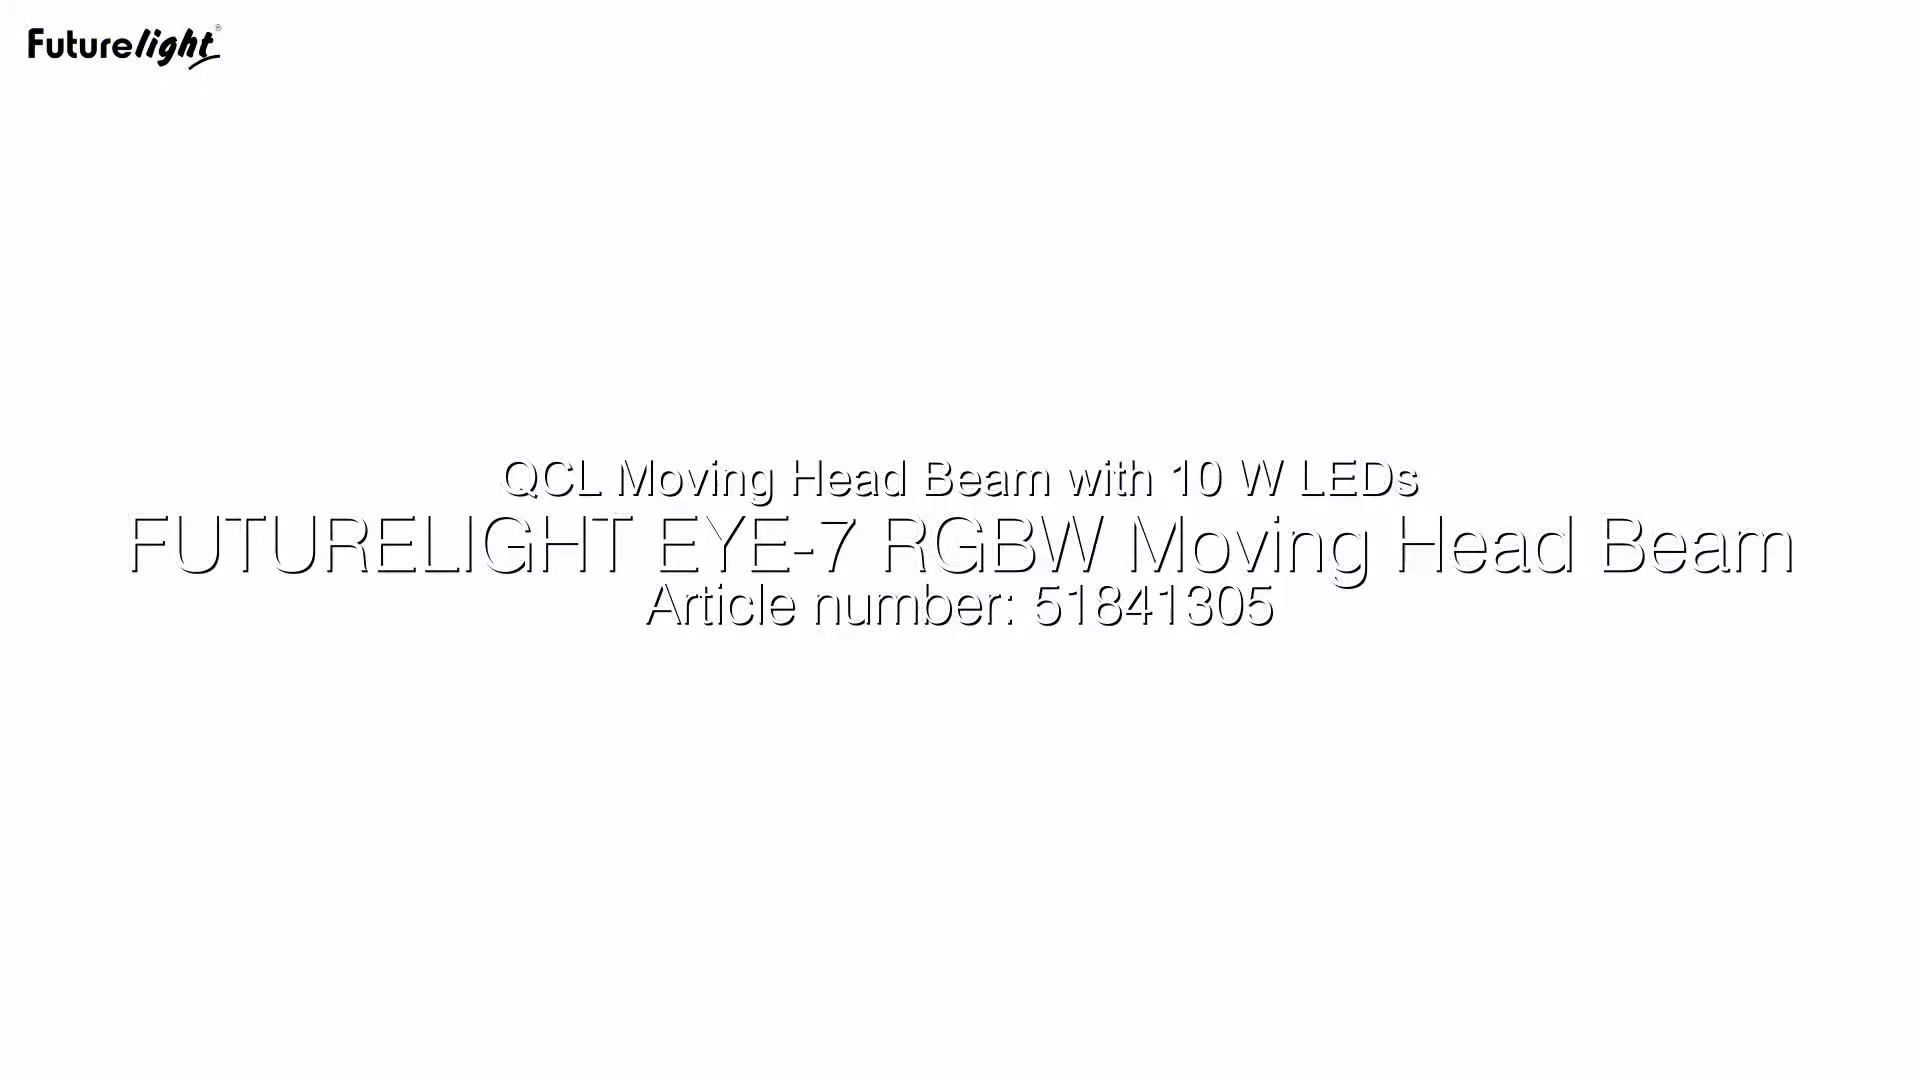 Futurelight®
QCL Moving Head Beam with 10 W LEDs
FUTURELIGHT EYE-7 RGBW Moving Head Beam
Article number: 51841305